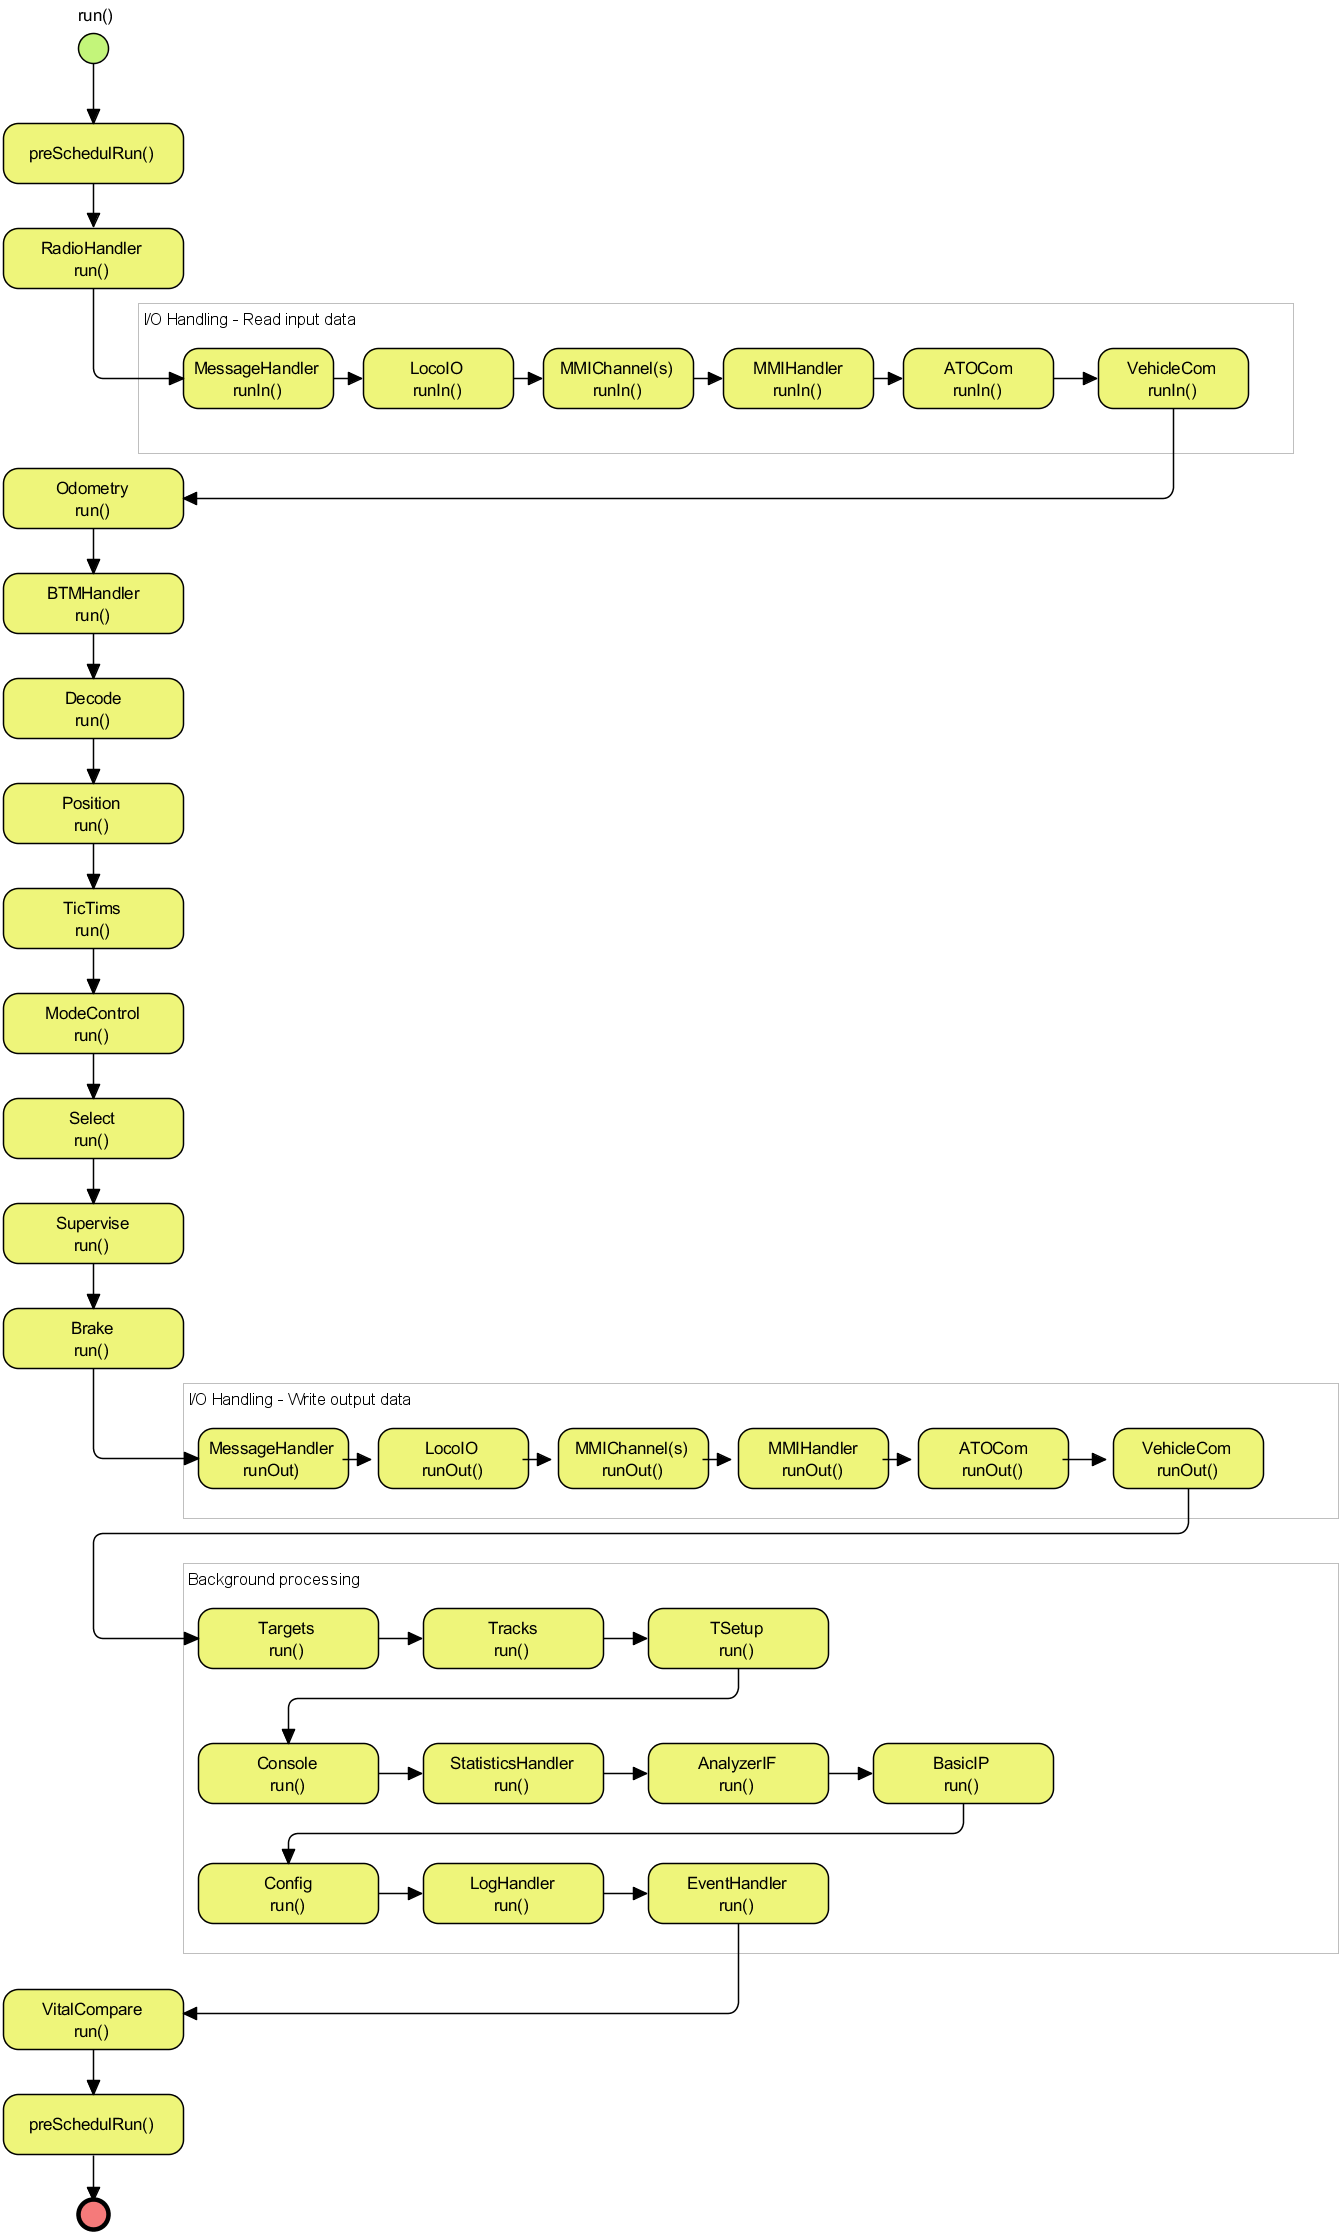 run()
preSchedulRun()
RadioHandler
run()
I/O Handling - Read input data
MessageHandler
runIn()
LocoIO
runIn()
MMIChannel(s)
runIn()
MMIHandler
runIn()
ATOCom
runIn()
VehicleCom
runIn()
Odometry
run()
BTMHandler
run()
Decode
run()
Position
run()
TicTims
run()
ModeControl
run()
Select
run()
Supervise
run()
Brake
run()
I/O Handling - Write output data
MessageHandler
runOut)
LocoIO
runOut()
MMIChannel(s)
runOut()
MMIHandler
runOut()
ATOCom
runOut()
VehicleCom
runOut()
Background processing
Targets
run()
Tracks
run()
TSetup
run()
Console
run()
StatisticsHandler
run()
AnalyzerIF
run()
BasicIP
run()
Config
run()
LogHandler
run()
EventHandler
run()
VitalCompare
run()
preSchedulRun()